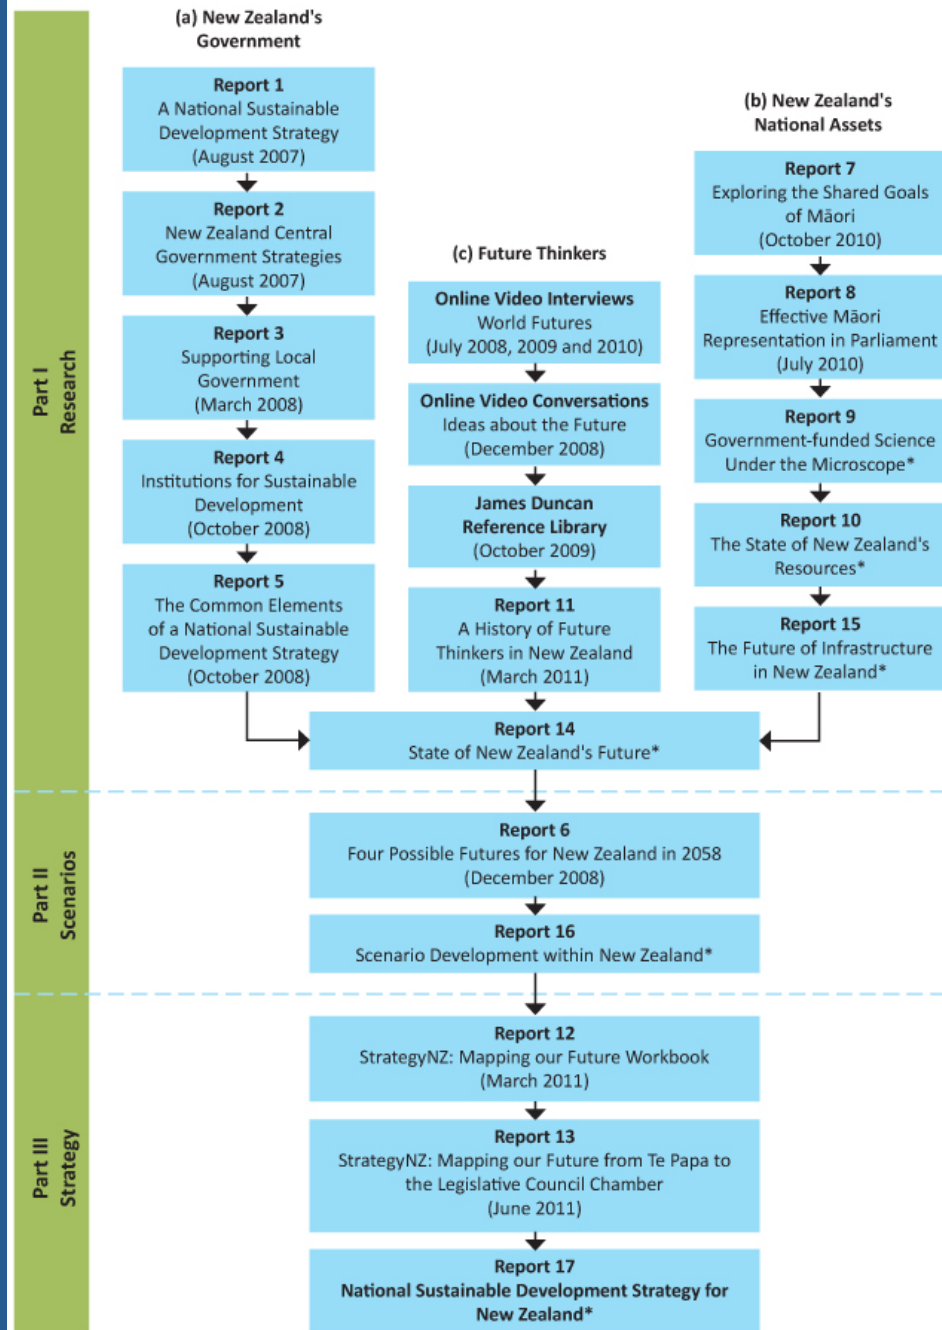 (a) New Zealand's
Government
Report 1
A National Sustainable
Development Strategy
(August 2007)
Report 2
New Zealand Central
Government Strategies
(August 2007)
Report 3
Supporting Local
Government
(March 2008)
Report 4
Institutions for Sustainable
Development
(October 2008)
Report 5
The Common Elements
of a National Sustainable
Development Strategy
(October 2008)
(c) Future Thinkers
Online Video Interviews
World Futures
(July 2008, 2009 and 2010)
Online Video Conversations
Ideas about the Future
(December 2008)
James Duncan
Reference Library
(October 2009)
Report 11
A History of Future
Thinkers in New Zealand
(March 2011)
(b) New Zealand's
National Assets
Report 7
Exploring the Shared Goals
of Māori
(October 2010)
Report 8
Effective Māori
Representation in Parliament
(July 2010)
Report 9
Government-funded Science
Under the Microscope*
Report 10
The State of New Zealand's
Resources*
Report 15
The Future of Infrastructure
in New Zealand*
Part I
Research
Report 14
State of New Zealand's Future*
Part II
Scenarios
Report 6
Four Possible Futures for New Zealand in 2058
(December 2008)
Report 16
Scenario Development within New Zealand*
Part III
Strategy
Report 12
StrategyNZ: Mapping our Future Workbook
(March 2011)
Report 13
StrategyNZ: Mapping our Future from Te Papa to
the Legislative Council Chamber
(June 2011)
Report 17
National Sustainable Development Strategy for
New Zealand*